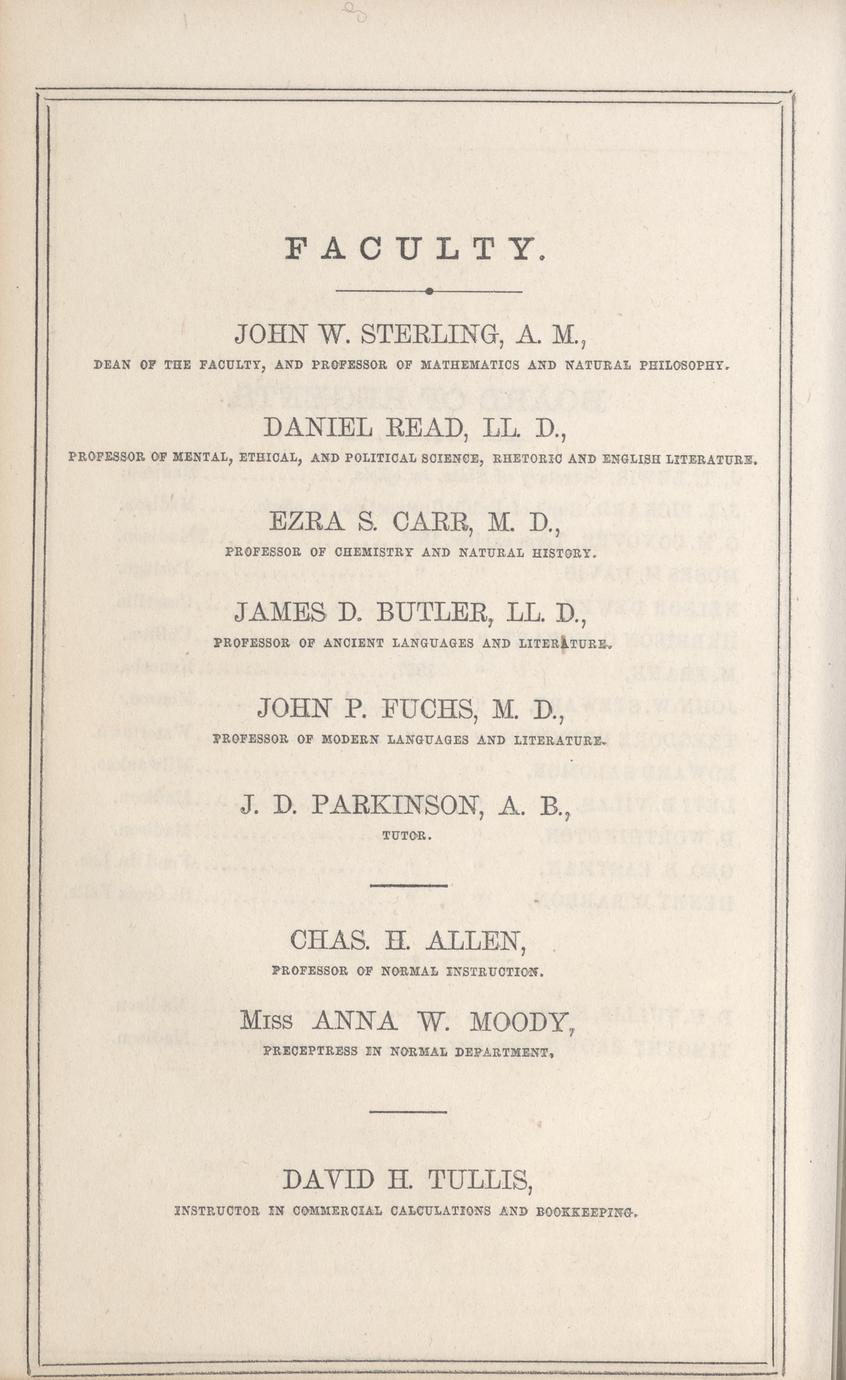 FACULTY.
JOHN W. STERLING, A. M.,
DEAN OF THE FACULTY, AND PROFESSOR OF MATHEMATICS AND NATURAL PHILOSOPHY.
DANIEL READ, LL. D.,
PROFESSOR OF MENTAL, ETHICAL, AND POLITICAL SCIENCE, RHETORIC AND ENGLISH LITERATURE.
EZRA S. CARR, M. D.,
PROFESSOR OF CHEMISTRY AND NATURAL HISTORY.
JAMES D. BUTLER, LL. D.,
PROFESSOR OF ANCIENT LANGUAGES AND LITERATURE.
JOHN P. FUCHS, M. D.,
PROFESSOR OF MODERN LANGUAGES AND LITERATURE.
J. D. PARKINSON, A. B.,
TUTOR.
CHAS. H. ALLEN,
PROFESSOR OF NORMAL INSTRUCTION.
MISS ANNA W. MOODY,
PRECEPTRESS IN NORMAL DEPARTMENT,
DAVID H. TULLIS,
INSTRUCTOR IN COMMERCIAL CALCULATIONS AND BOOKKEEPING.